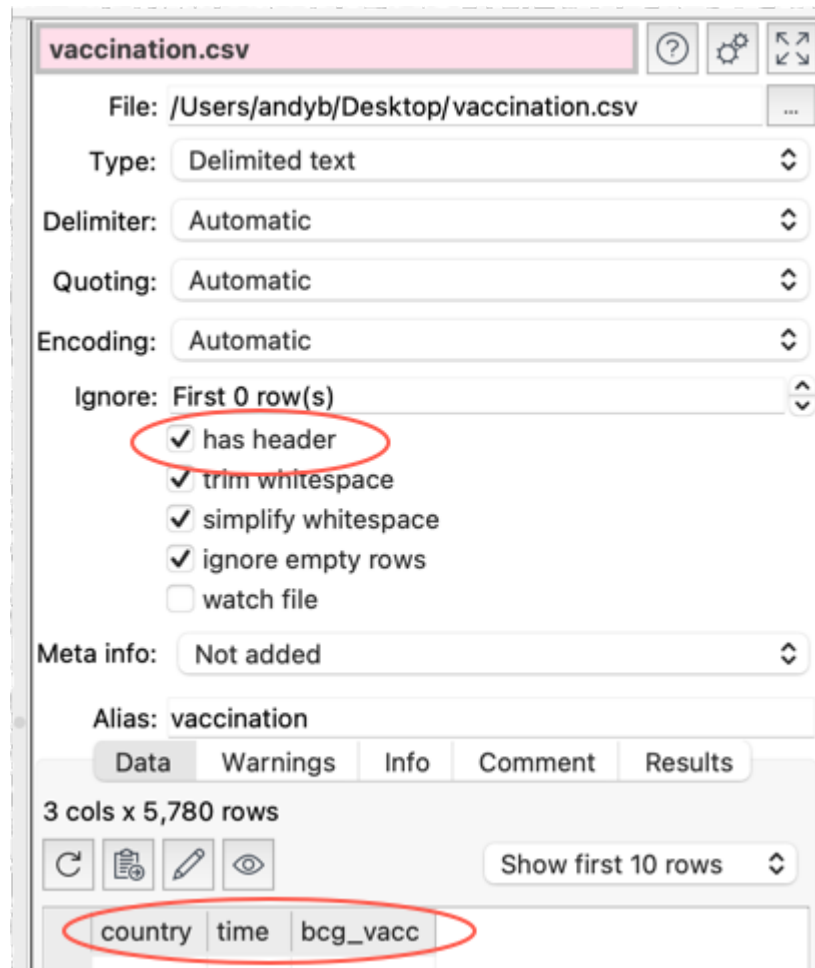 vaccination.csv
File: /Users/andyb/Desktop/vaccination.csv ...
Type: Delimited text
Delimiter: Automatic
Quoting: Automatic
Encoding: Automatic
Ignore: First 0 row(s)
has header
trim whitespace
simplify whitespace
ignore empty rows
watch file
Meta info: Not added
Alias: vaccination
Data Warnings Info Comment Results
3 cols x 5,780 rows
Show first 10 rows
country time bcg_vacc